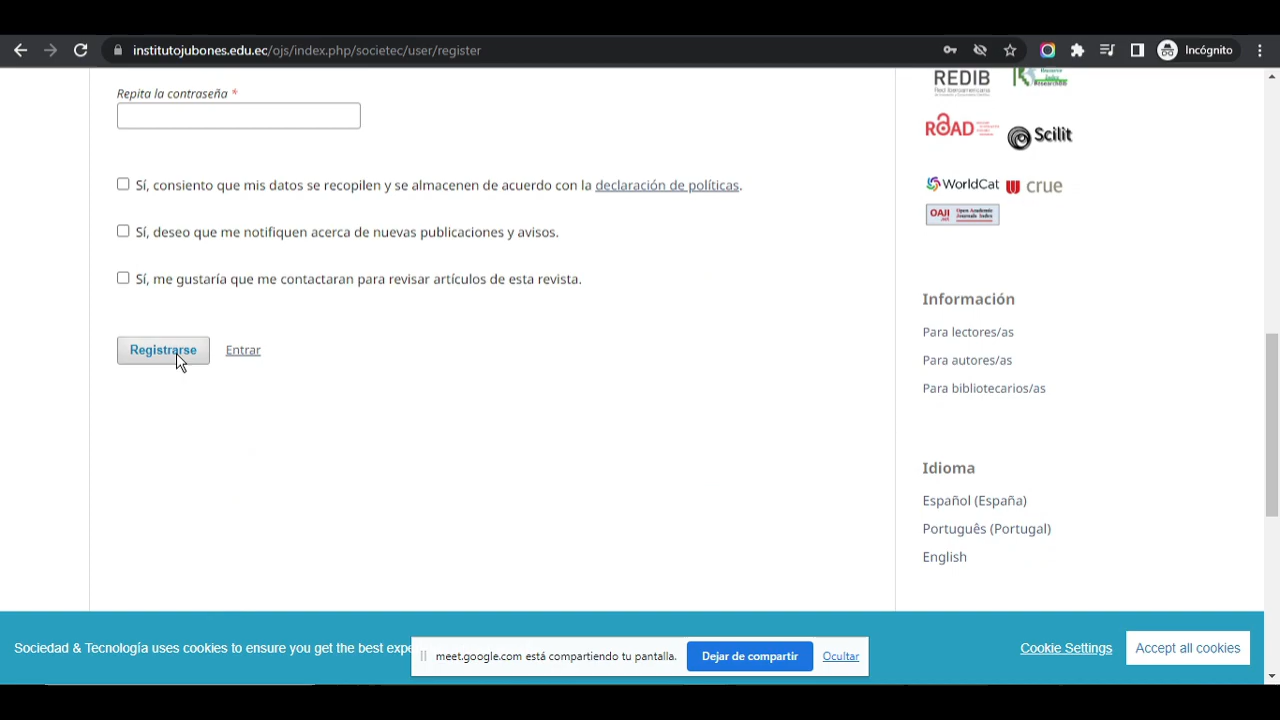 institutojubones.edu.ec/ojs/index.php/societec/user/register
Incógnito
Repita la contraseña *
Sí, consiento que mis datos se recopilen y se almacenen de acuerdo con la declaración de políticas.
Sí, deseo que me notifiquen acerca de nuevas publicaciones y avisos.
Sí, me gustaría que me contactaran para revisar artículos de esta revista.
Registrarse
Entrar
REDIB
ROAD
Scilit
WorldCat
crue
OAJI
Open Academic
Journals Index
Información
Para lectores/as
Para autores/as
Para bibliotecarios/as
Idioma
Español (España)
Português (Portugal)
English
Sociedad & Tecnología uses cookies to ensure you get the best expe
meet.google.com está compartiendo tu pantalla.
Dejar de compartir
Ocultar
Cookie Settings
Accept all cookies